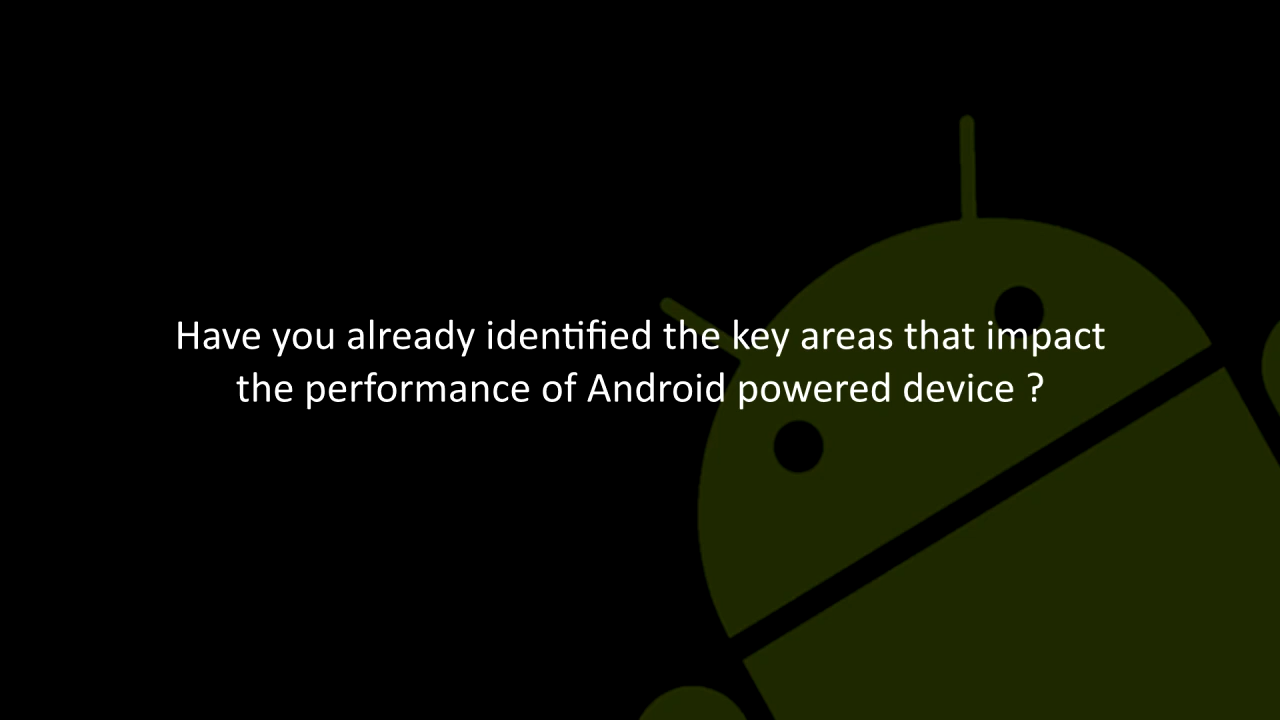 Have you already identified the key areas that impact
the performance of Android powered device ?